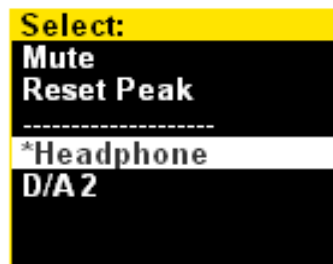 Select:
Mute
Reset Peak
--------------------
*Headphone
D/A 2